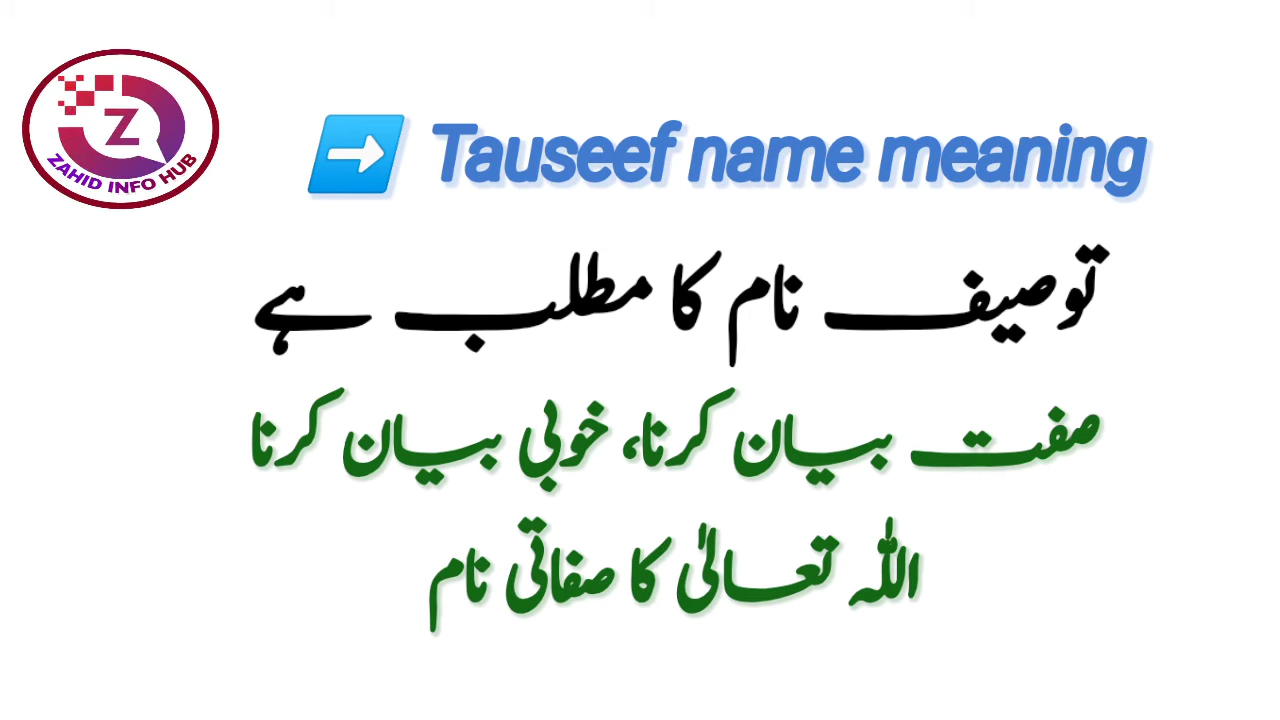 Z
ZAHID INFO HUB
➡ Tauseef name meaning
توصیف نام کا مطلب ہے
صفت بیان کرنا، خوبی بیان کرنا
اللہ تعالیٰ کا صفاتی نام